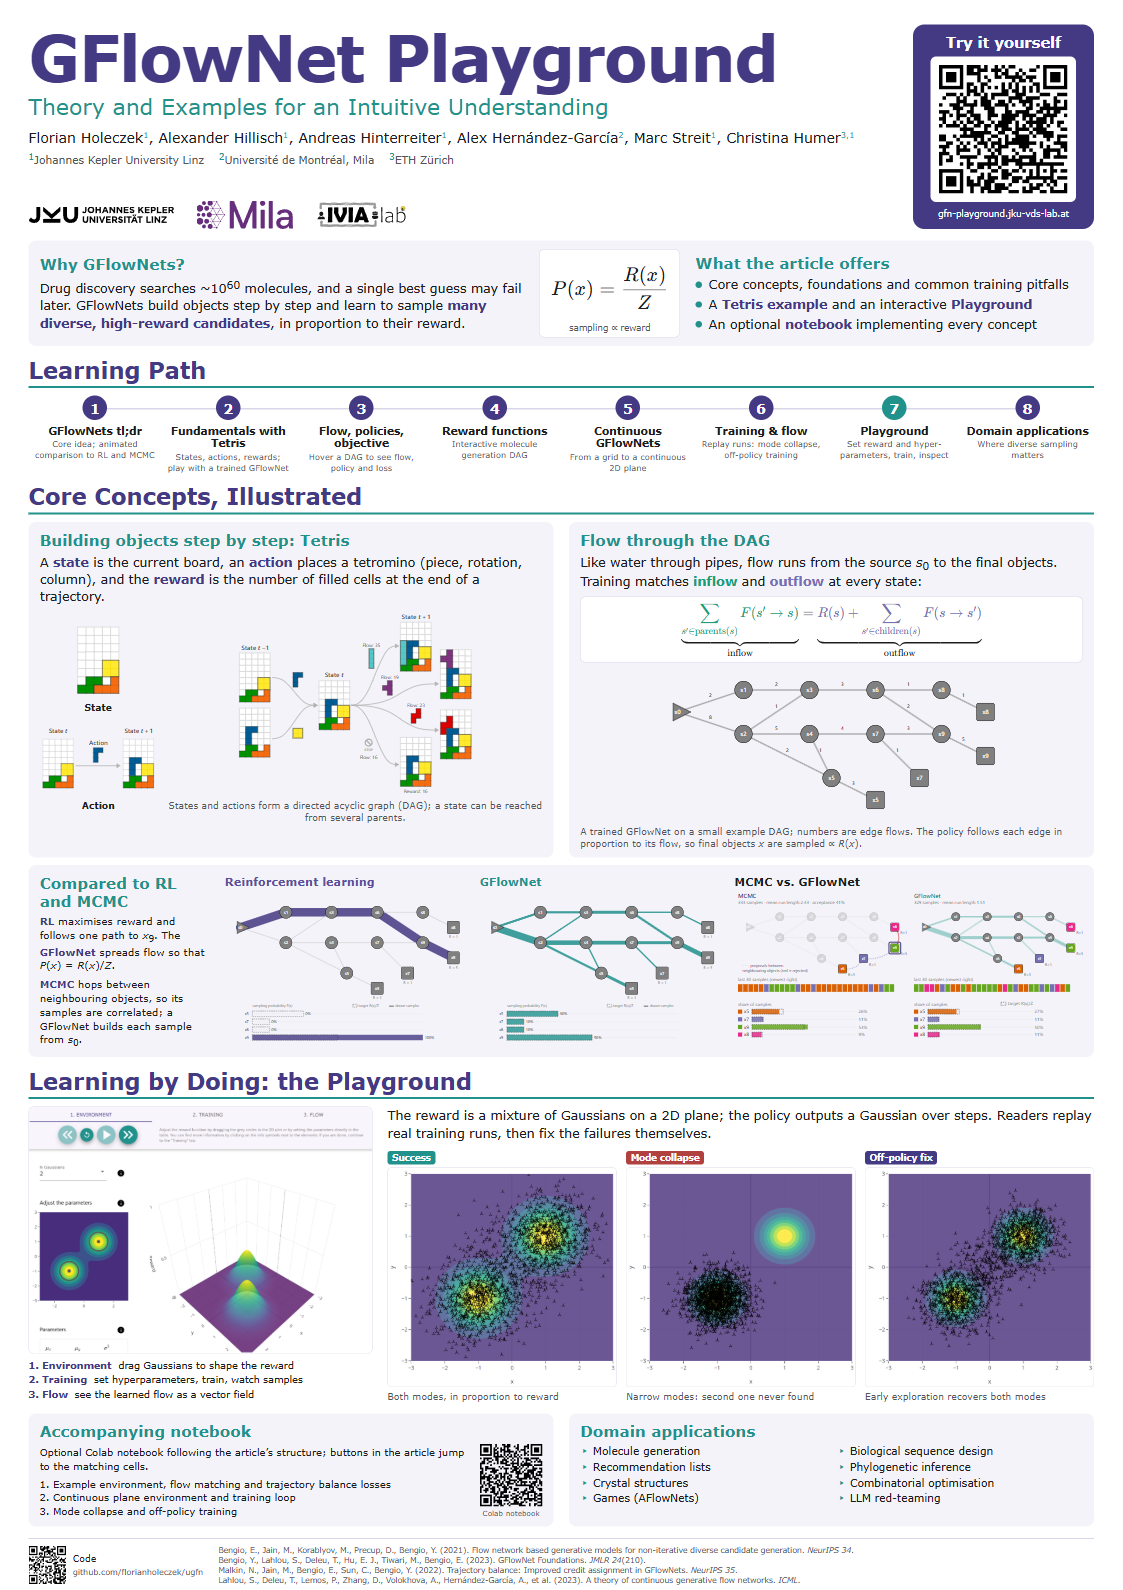 GFlowNet Playground
Theory and Examples for an Intuitive Understanding
Florian Holeczek¹, Alexander Hillisch¹, Andreas Hinterreiter¹, Alex Hernández-García², Marc Streit¹, Christina Humer³,¹
¹Johannes Kepler University Linz ²Université de Montréal, Mila ³ETH Zürich
JKU JOHANNES KEPLER
UNIVERSITÄT LINZ
Mila
IVIA lab
Try it yourself
gfn-playground.jku-vds-lab.at
Why GFlowNets?
Drug discovery searches ~10⁶⁰ molecules, and a single best guess may fail
later. GFlowNets build objects step by step and learn to sample many
diverse, high-reward candidates, in proportion to their reward.
P(x) = R(x) / Z
sampling ∝ reward
What the article offers
Core concepts, foundations and common training pitfalls
A Tetris example and an interactive Playground
An optional notebook implementing every concept
Learning Path
1
GFlowNets tl;dr
Core idea; animated
comparison to RL and MCMC
2
Fundamentals with
Tetris
States, actions, rewards;
play with a trained GFlowNet
3
Flow, policies,
objective
Hover a DAG to see flow,
policy and loss
4
Reward functions
Interactive molecule
generation DAG
5
Continuous
GFlowNets
From a grid to a continuous
2D plane
6
Training & flow
Replay runs: mode collapse,
off-policy training
7
Playground
Set reward and hyper-
parameters, train, inspect
8
Domain applications
Where diverse sampling
matters
Core Concepts, Illustrated
Building objects step by step: Tetris
A state is the current board, an action places a tetromino (piece, rotation,
column), and the reward is the number of filled cells at the end of a
trajectory.
State
State t
Action
State t + 1
Action
State t −1
State t
State t + 1
Flow: 35
Flow: 19
Flow: 23
Flow: 16
Reward: 16
States and actions form a directed acyclic graph (DAG); a state can be reached
from several parents.
Flow through the DAG
Like water through pipes, flow runs from the source s₀ to the final objects.
Training matches inflow and outflow at every state:
∑ F(s′ → s) = R(s) + ∑ F(s → s′)
s′∈parents(s) s′∈children(s)
inflow outflow
A trained GFlowNet on a small example DAG; numbers are edge flows. The policy follows each edge in
proportion to its flow, so final objects x are sampled ∝ R(x).
Compared to RL
and MCMC
RL maximises reward and
follows one path to x₉. The
GFlowNet spreads flow so that
P(x) = R(x)/Z.
MCMC hops between
neighbouring objects, so its
samples are correlated; a
GFlowNet builds each sample
from s₀.
Reinforcement learning
GFlowNet
MCMC vs. GFlowNet
MCMC
GFlowNet
Learning by Doing: the Playground
1. ENVIRONMENT
2. TRAINING
3. FLOW
Adjust the parameters
Parameters
The reward is a mixture of Gaussians on a 2D plane; the policy outputs a Gaussian over steps. Readers replay
real training runs, then fix the failures themselves.
Success
Mode collapse
Off-policy fix
Both modes, in proportion to reward
Narrow modes: second one never found
Early exploration recovers both modes
1. Environment drag Gaussians to shape the reward
2. Training set hyperparameters, train, watch samples
3. Flow see the learned flow as a vector field
Accompanying notebook
Optional Colab notebook following the article's structure; buttons in the article jump
to the matching cells.
1. Example environment, flow matching and trajectory balance losses
2. Continuous plane environment and training loop
3. Mode collapse and off-policy training
Colab notebook
Domain applications
Molecule generation
Recommendation lists
Crystal structures
Games (AFlowNets)
Biological sequence design
Phylogenetic inference
Combinatorial optimisation
LLM red-teaming
Code
github.com/florianholeczek/ugfn
Bengio, E., Jain, M., Korablyov, M., Precup, D., Bengio, Y. (2021). Flow network based generative models for non-iterative diverse candidate generation. NeurIPS 34.
Bengio, Y., Lahlou, S., Deleu, T., Hu, E. J., Tiwari, M., Bengio, E. (2023). GFlowNet Foundations. JMLR 24(210).
Malkin, N., Jain, M., Bengio, E., Sun, C., Bengio, Y. (2022). Trajectory balance: Improved credit assignment in GFlowNets. NeurIPS 35.
Lahlou, S., Deleu, T., Lemos, P., Zhang, D., Volokhova, A., Hernández-García, A., et al. (2023). A theory of continuous generative flow networks. ICML.